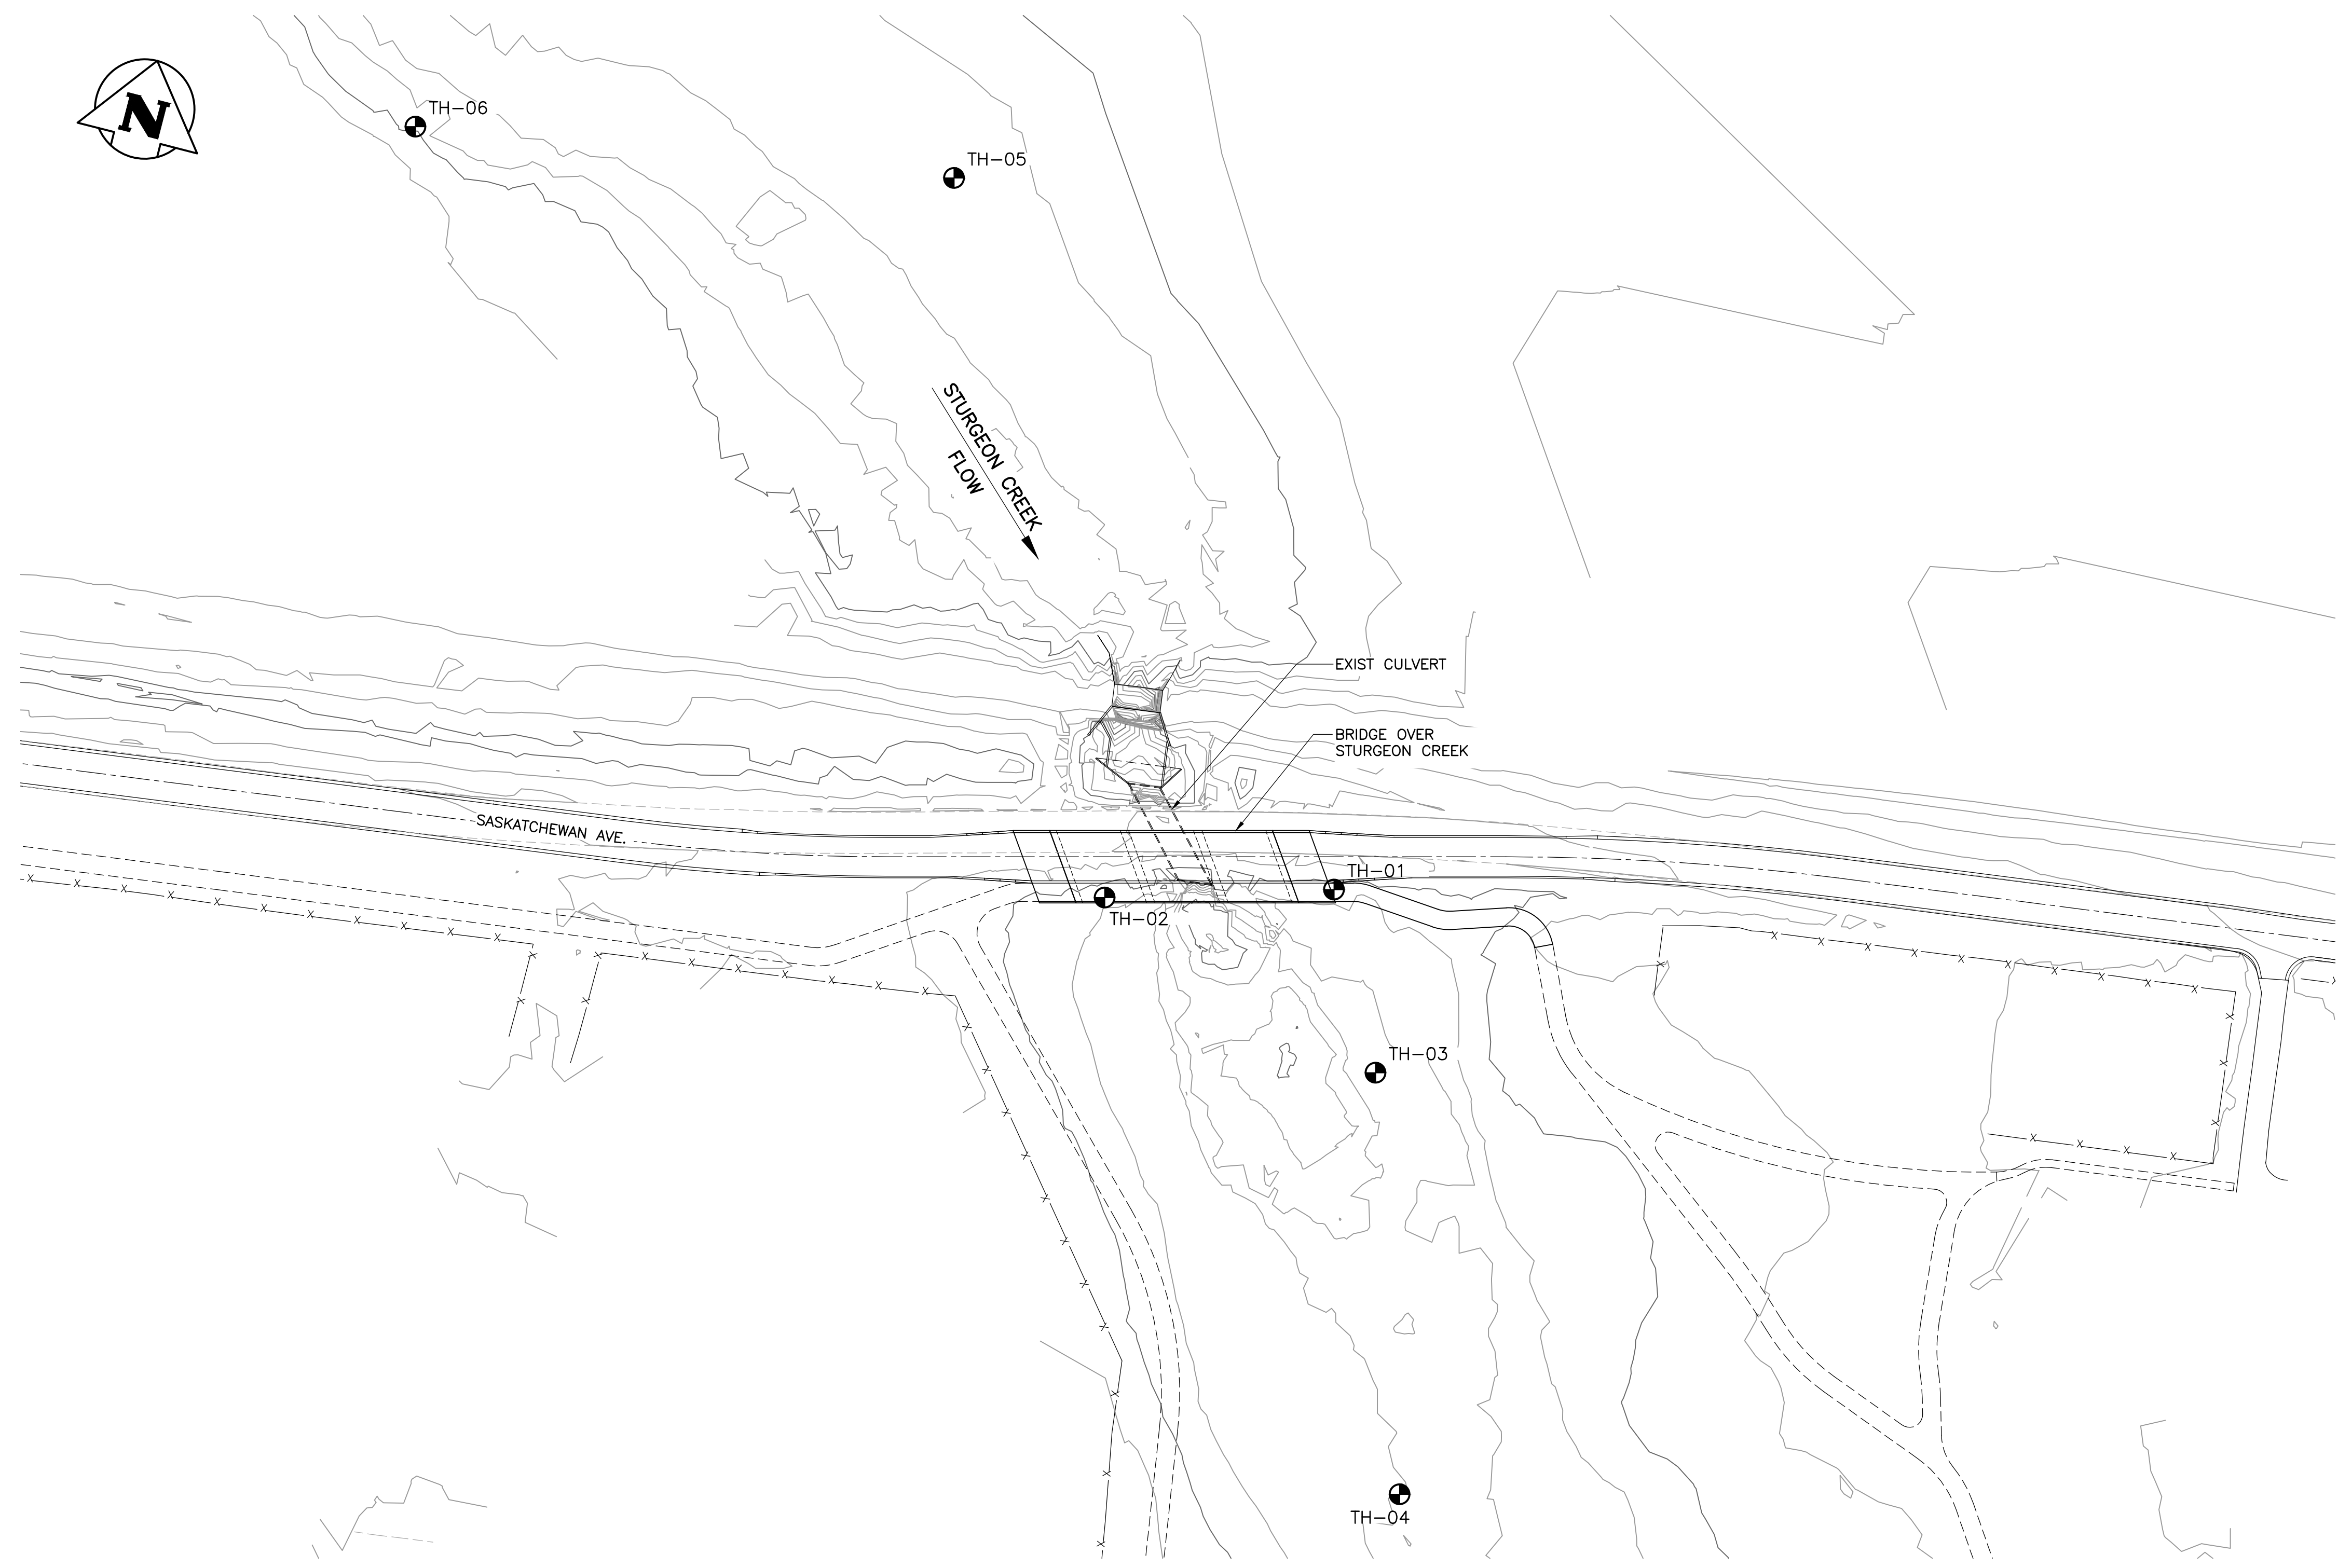 N
TH-06
TH-05
STURGEON CREEK
FLOW
EXIST CULVERT
BRIDGE OVER
STURGEON CREEK
SASKATCHEWAN AVE.
TH-01
TH-02
TH-03
TH-04